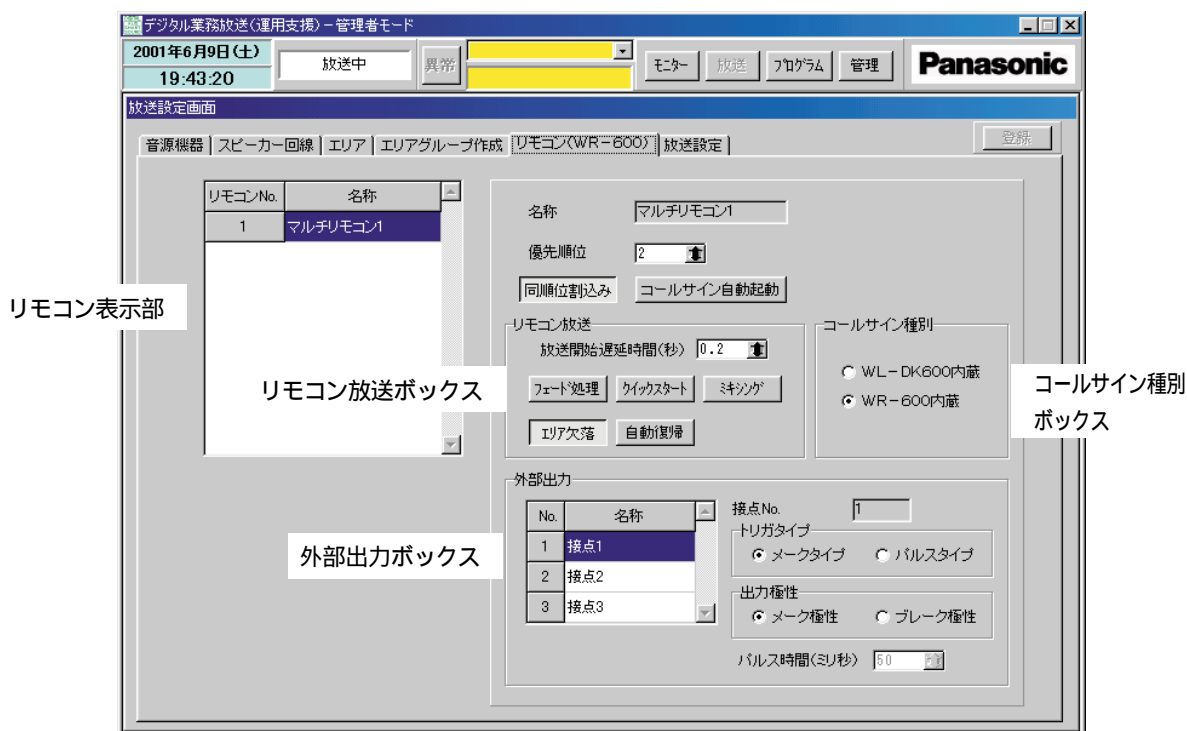 デジタル業務放送(運用支援)－管理者モード
2001年6月9日(土)
19:43:20
放送中
異常
モニター
放送
プログラム
管理
Panasonic
放送設定画面
音源機器
スピーカー回線
エリア
エリアグループ作成
リモコン(WR－600)
放送設定
登録
リモコンNo. 名称
1 マルチリモコン1
リモコン表示部
名称 マルチリモコン1
優先順位 2
同順位割込み
コールサイン自動起動
リモコン放送
放送開始遅延時間(秒) 0.2
フェード処理
クイックスタート
ミキシング
エリア欠落
自動復帰
リモコン放送ボックス
コールサイン種別
WL－DK600内蔵
WR－600内蔵
コールサイン種別
ボックス
外部出力
No. 名称
1 接点1
2 接点2
3 接点3
外部出力ボックス
接点No. 1
トリガタイプ
メークタイプ
パルスタイプ
出力極性
メーク極性
ブレーク極性
パルス時間(ミリ秒) 50